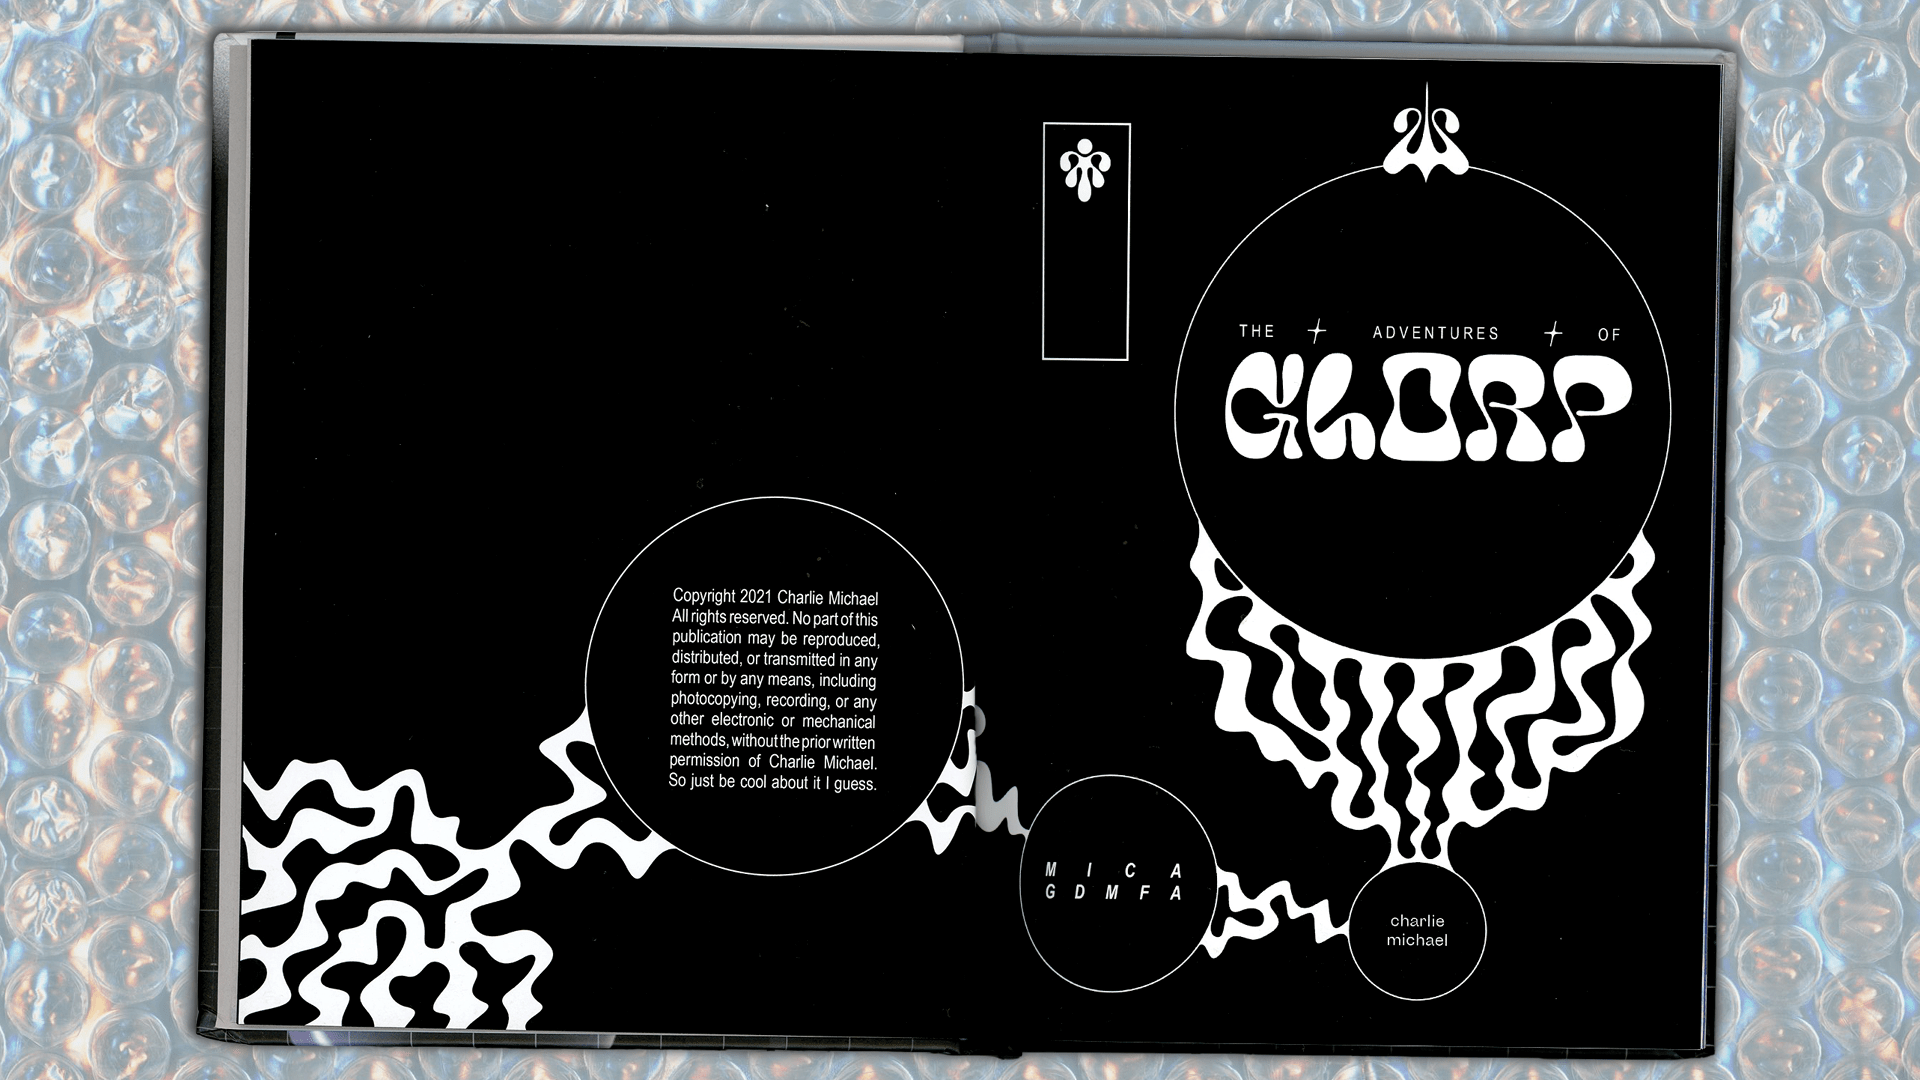 Copyright 2021 Charlie Michael
All rights reserved. No part of this
publication may be reproduced,
distributed, or transmitted in any
form or by any means, including
photocopying, recording, or any
other electronic or mechanical
methods, without the prior written
permission of Charlie Michael.
So just be cool about it I guess.
THE ADVENTURES OF
GLORP
MICA
GDMFA
charlie
michael